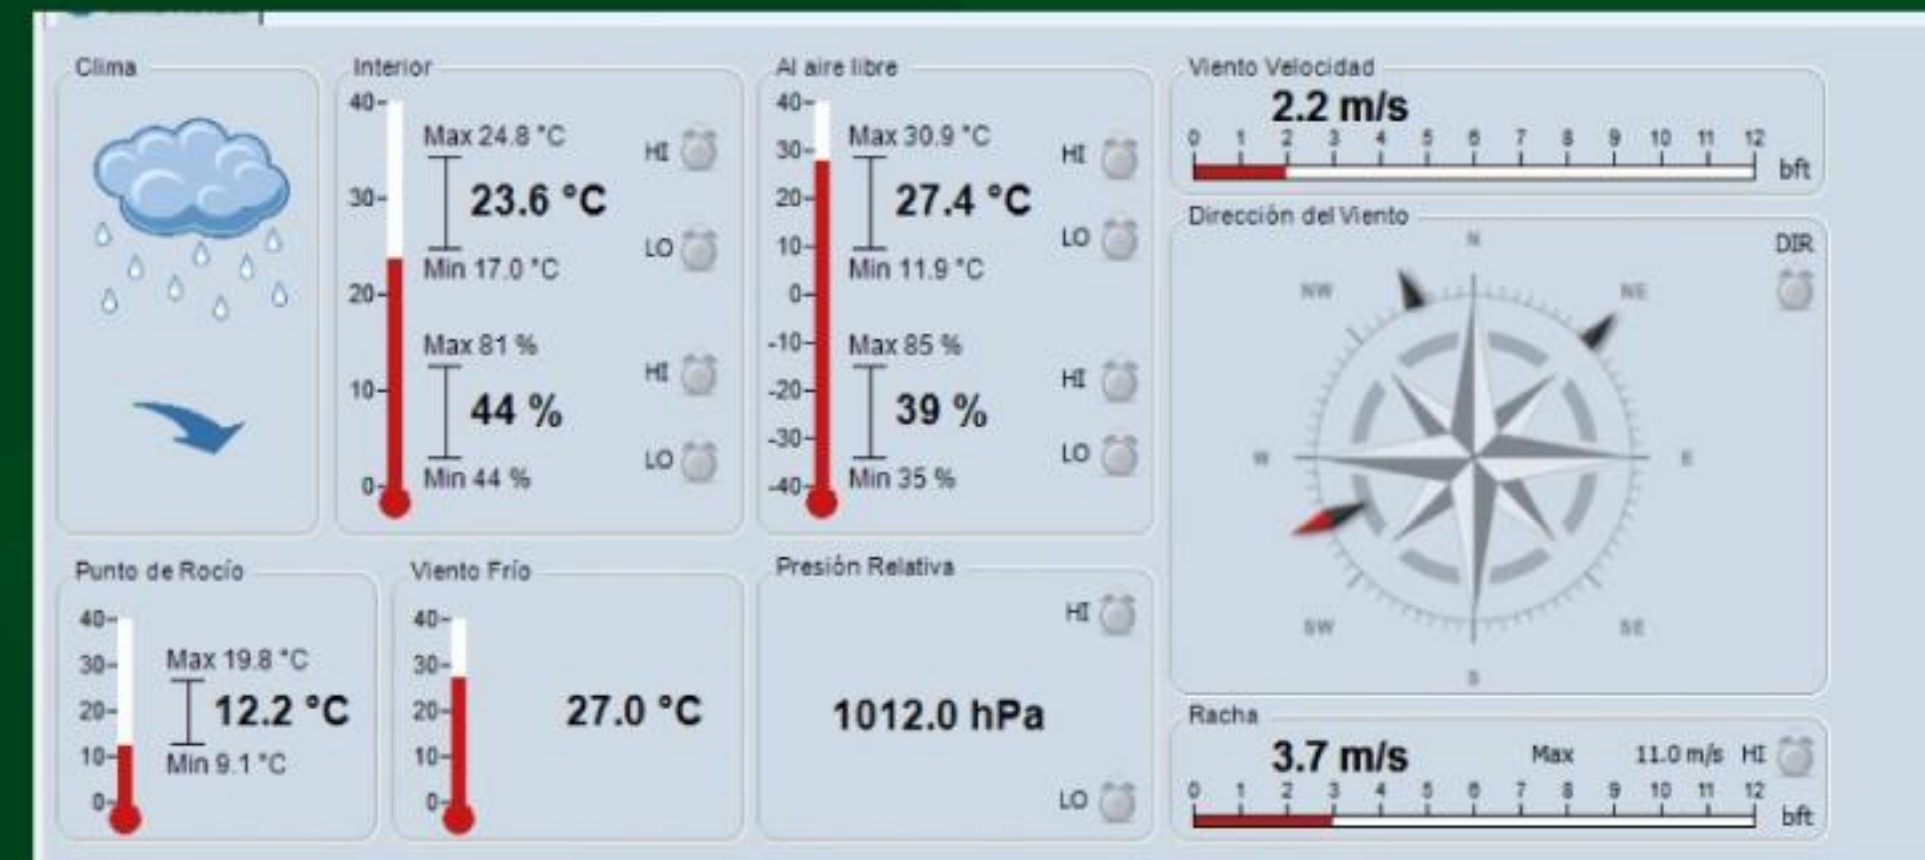 Clima
Interior
40
30
20
10
0
Max 24.8 °C
23.6 °C
Min 17.0 °C
HI
LO
Max 81 %
44 %
Min 44 %
HI
LO
Al aire libre
40
30
20
10
0
-10
-20
-30
-40
Max 30.9 °C
27.4 °C
Min 11.9 °C
HI
LO
Max 85 %
39 %
Min 35 %
HI
LO
Viento Velocidad
2.2 m/s
0 1 2 3 4 5 6 7 8 9 10 11 12
bft
Dirección del Viento
DIR
N
NW NE
W E
SW SE
S
Punto de Rocío
40
30
20
10
0
Max 19.8 °C
12.2 °C
Min 9.1 °C
Viento Frío
40
30
20
10
0
27.0 °C
Presión Relativa
HI
1012.0 hPa
LO
Racha
3.7 m/s Max 11.0 m/s HI
0 1 2 3 4 5 6 7 8 9 10 11 12
bft